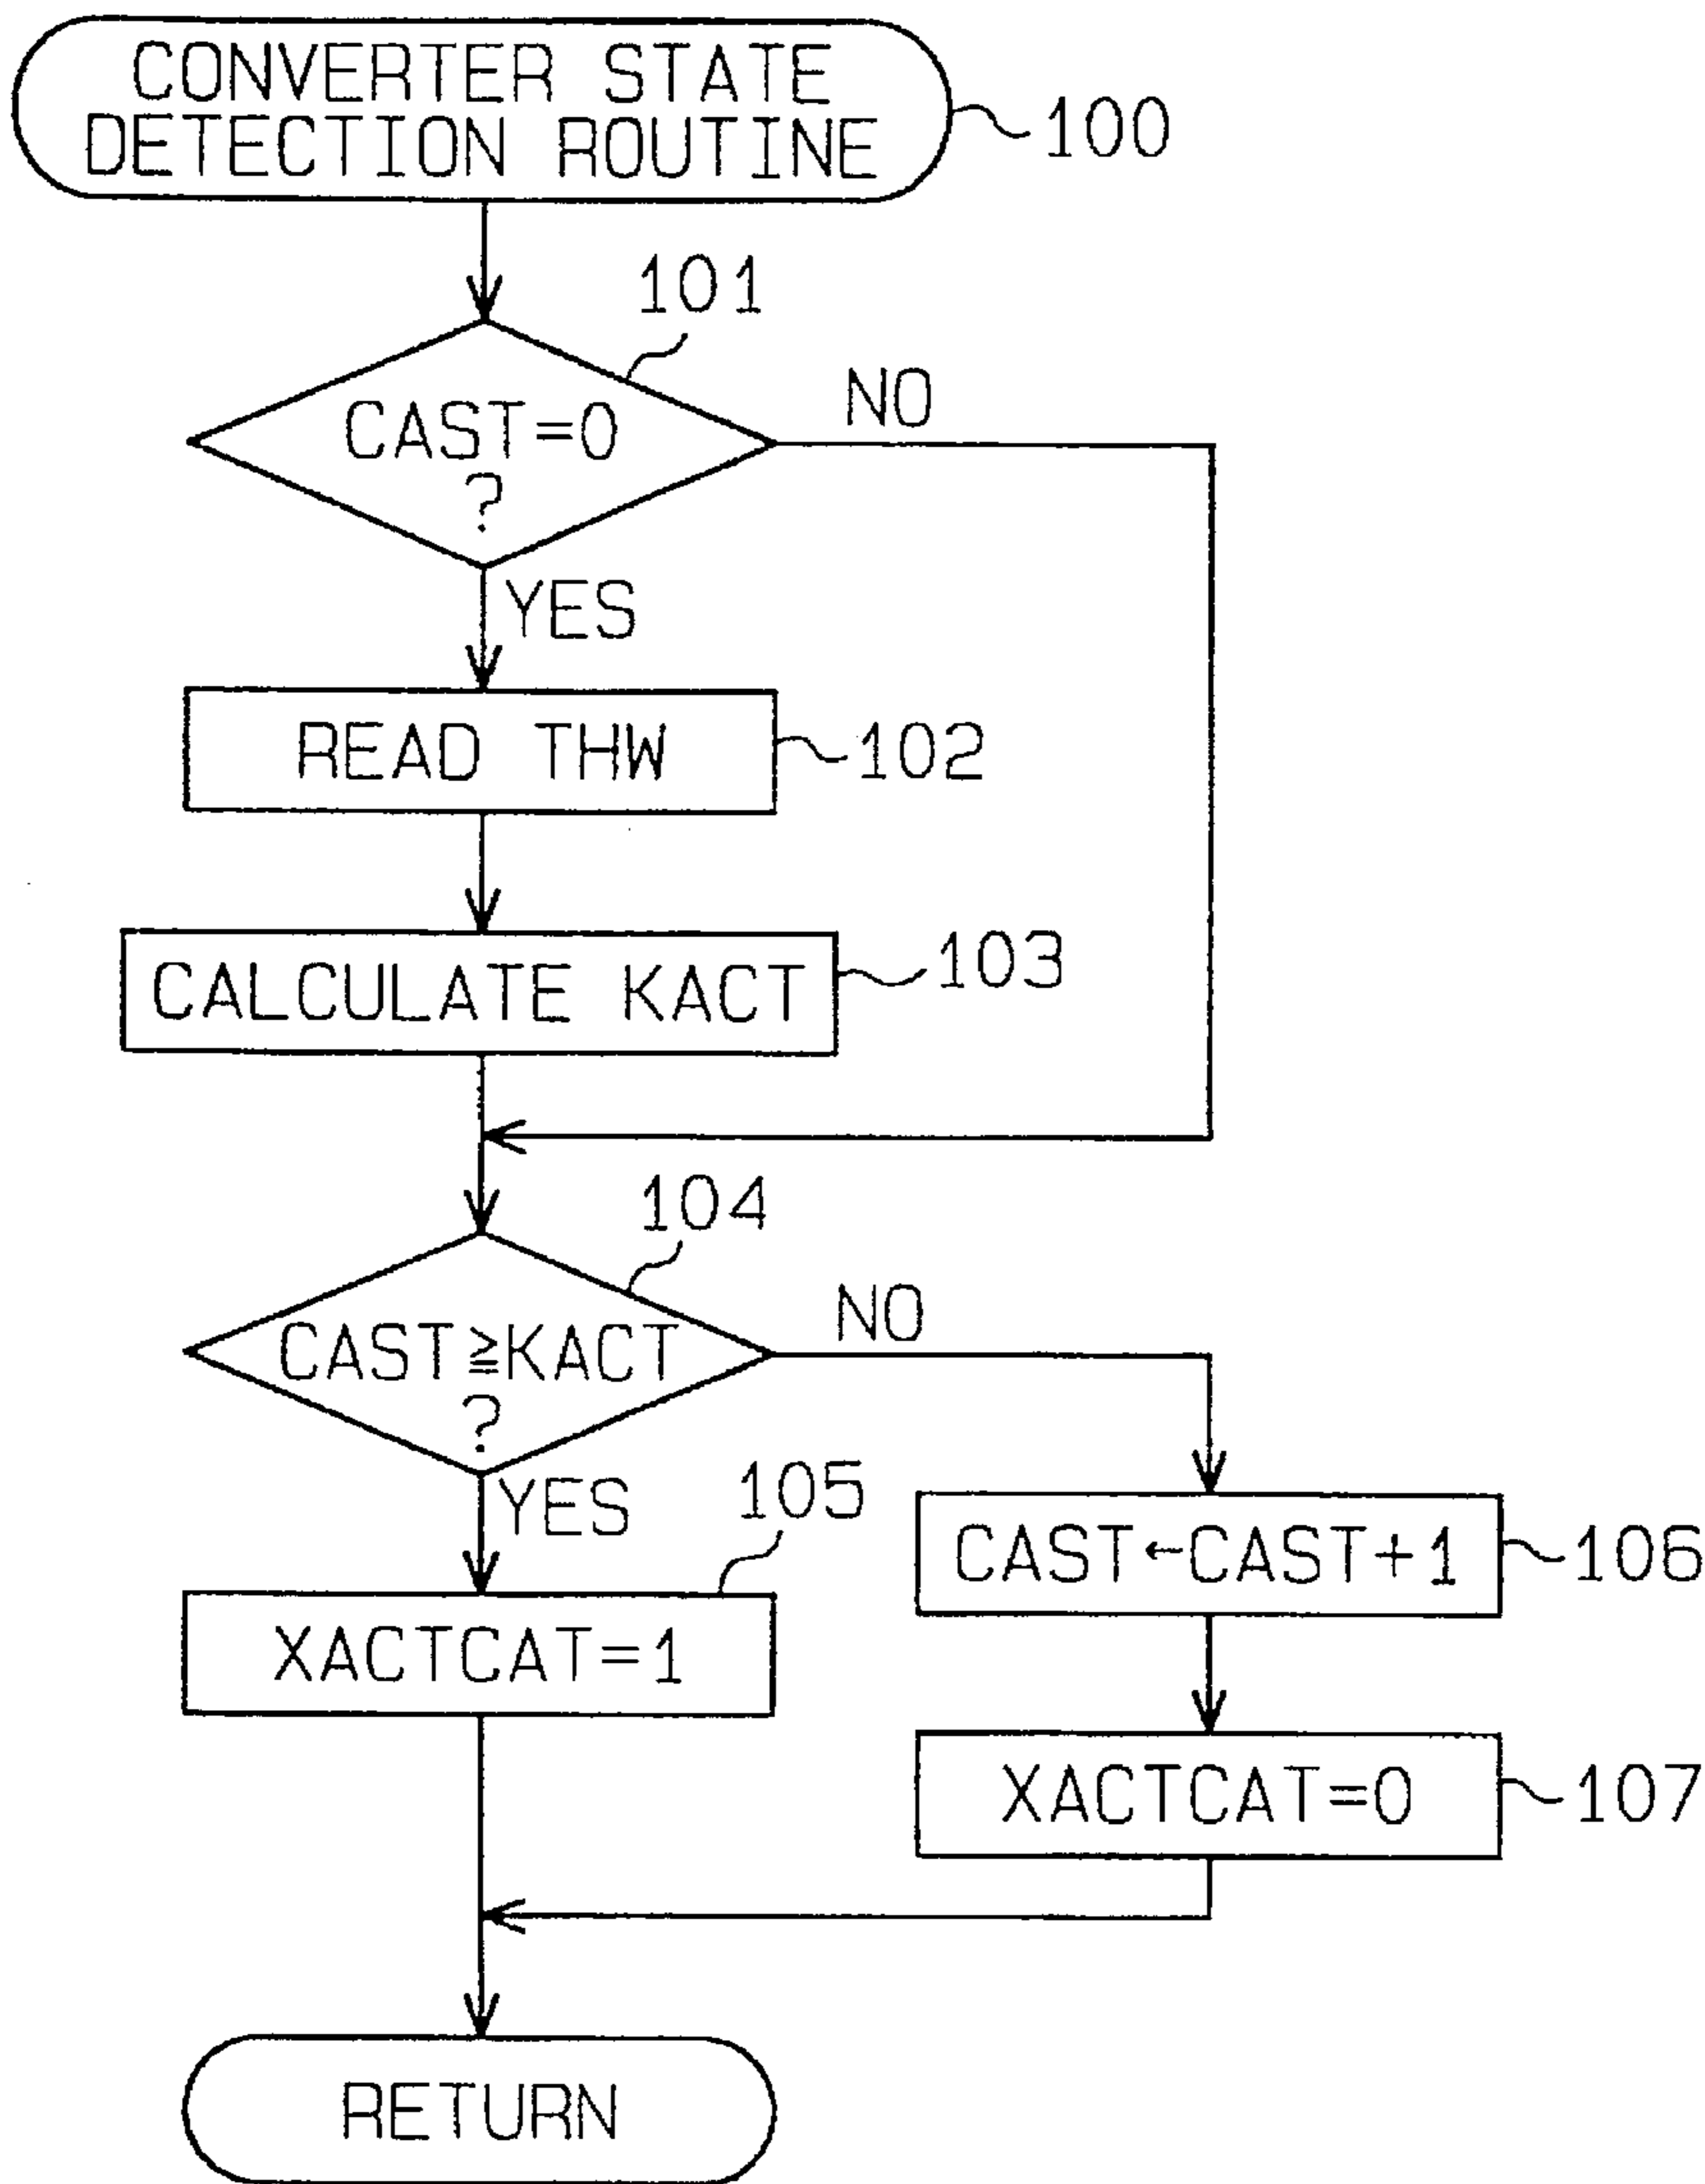 CONVERTER STATE
DETECTION ROUTINE
100
101
CAST=0
?
NO
YES
READ THW
102
CALCULATE KACT
103
104
CAST≧KACT
?
NO
YES
105
XACTCAT=1
CAST←CAST+1
106
XACTCAT=0
107
RETURN